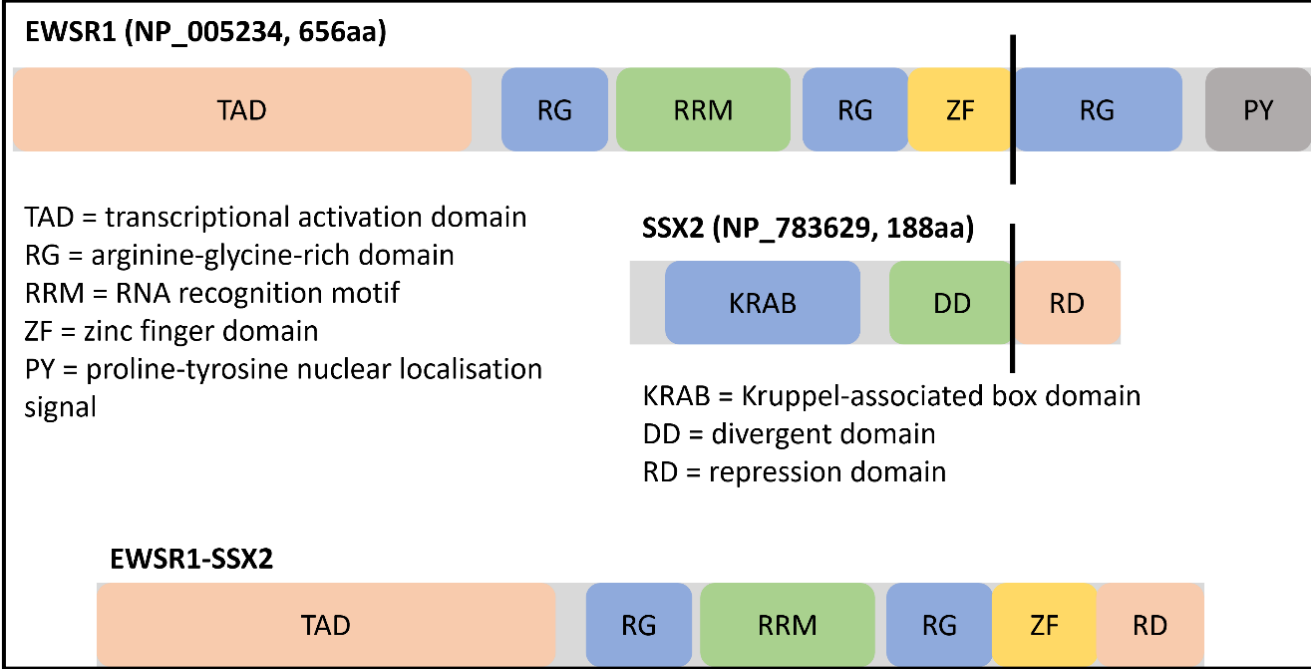 EWSR1 (NP_005234, 656aa)
TAD RG RRM RG ZF RG PY
TAD = transcriptional activation domain
RG = arginine-glycine-rich domain
RRM = RNA recognition motif
ZF = zinc finger domain
PY = proline-tyrosine nuclear localisation
signal
SSX2 (NP_783629, 188aa)
KRAB DD RD
KRAB = Kruppel-associated box domain
DD = divergent domain
RD = repression domain
EWSR1-SSX2
TAD RG RRM RG ZF RD